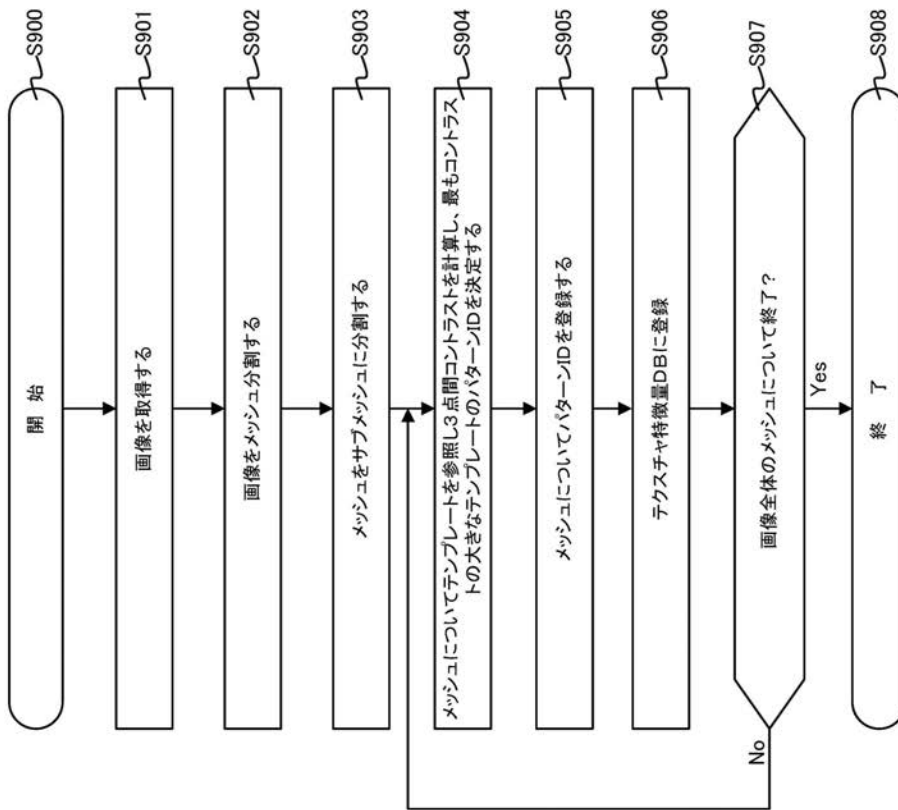 開 始
S900
画像を取得する
S901
画像をメッシュ分割する
S902
メッシュをサブメッシュに分割する
S903
メッシュについてテンプレートを参照し3点間コントラストを計算し、最もコントラス
トの大きなテンプレートのパターンIDを決定する
S904
メッシュについてパターンIDを登録する
S905
テクスチャ特徴量DBに登録
S906
画像全体のメッシュについて終了?
S907
No
Yes
終 了
S908